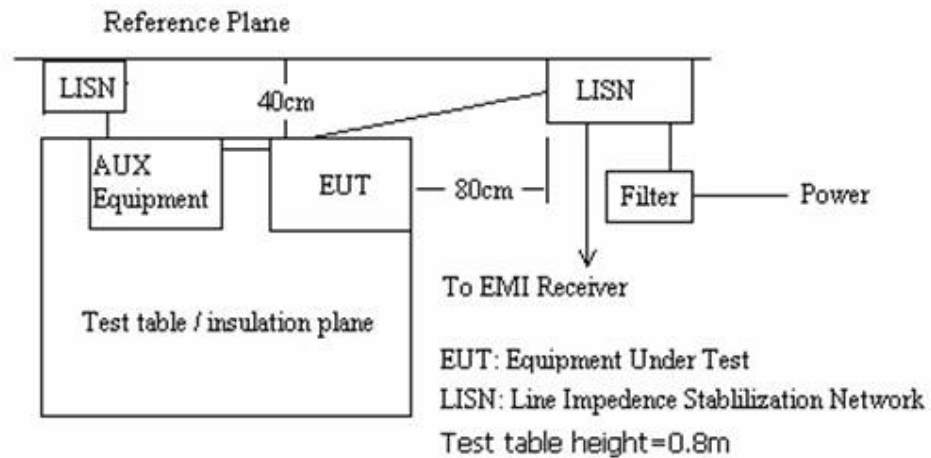 Reference Plane
LISN
40cm
LISN
AUX
Equipment
EUT
80cm
Filter
Power
To EMI Receiver
Test table / insulation plane
EUT: Equipment Under Test
LISN: Line Impedence Stablilization Network
Test table height=0.8m